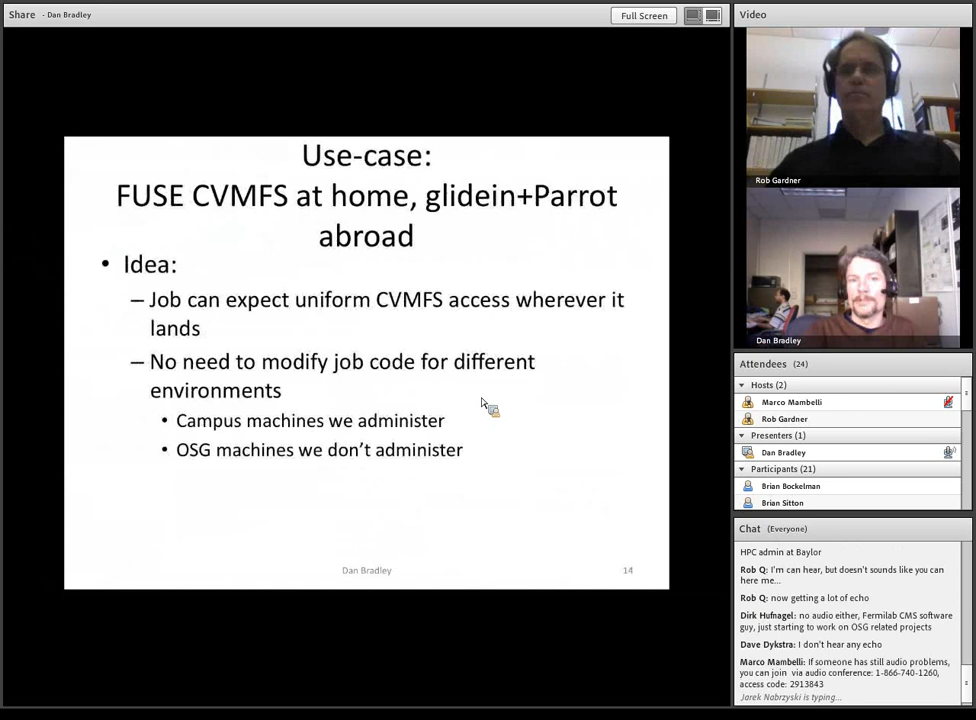 Share - Dan Bradley
Full Screen
Use-case:
FUSE CVMFS at home, glidein+Parrot
abroad
• Idea:
– Job can expect uniform CVMFS access wherever it
lands
– No need to modify job code for different
environments
• Campus machines we administer
• OSG machines we don't administer
Dan Bradley
14
Video
Rob Gardner
Dan Bradley
Attendees (24)
Hosts (2)
Marco Mambelli
Rob Gardner
Presenters (1)
Dan Bradley
Participants (21)
Brian Bockelman
Brian Sitton
Chat (Everyone)
HPC admin at Baylor
Rob Q: I'm can hear, but doesn't sounds like you can
here me...
Rob Q: now getting a lot of echo
Dirk Hufnagel: no audio either, Fermilab CMS software
guy, just starting to work on OSG related projects
Dave Dykstra: I don't hear any echo
Marco Mambelli: If someone has still audio problems,
you can join via audio conference: 1-866-740-1260,
access code: 2913843
Jarek Nabrzyski is typing...